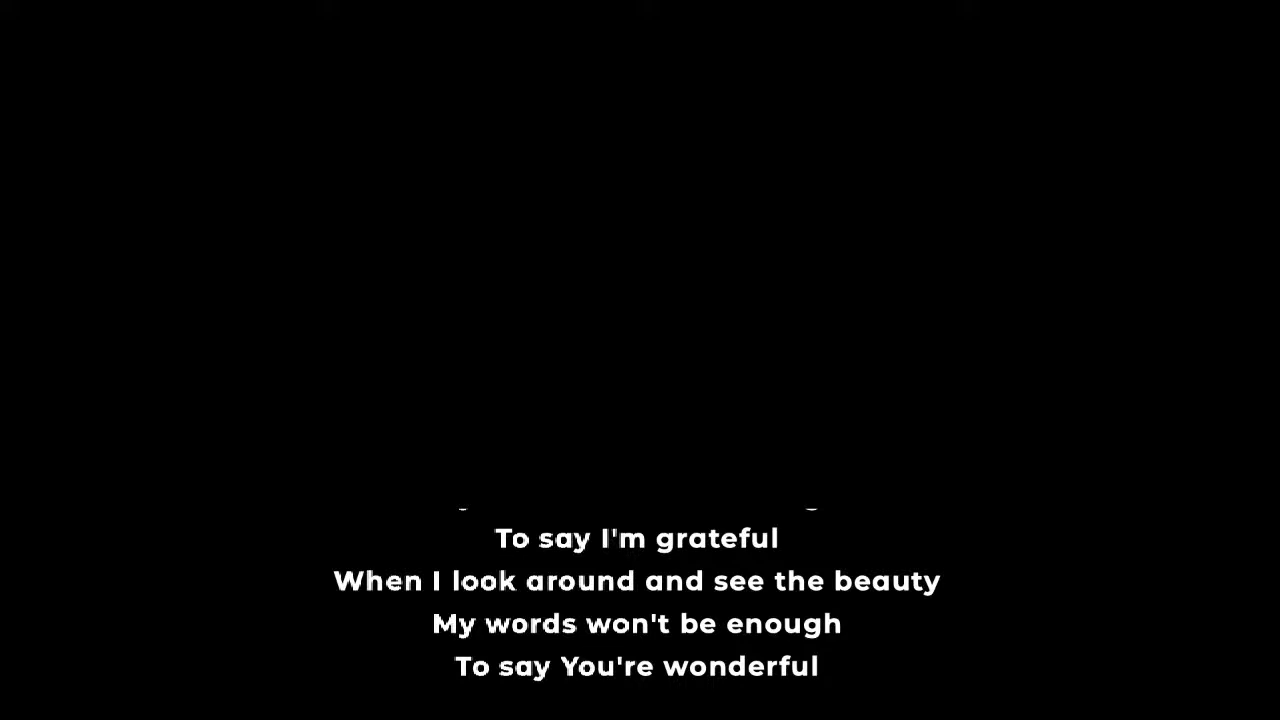 To say I'm grateful
When I look around and see the beauty
My words won't be enough
To say You're wonderful